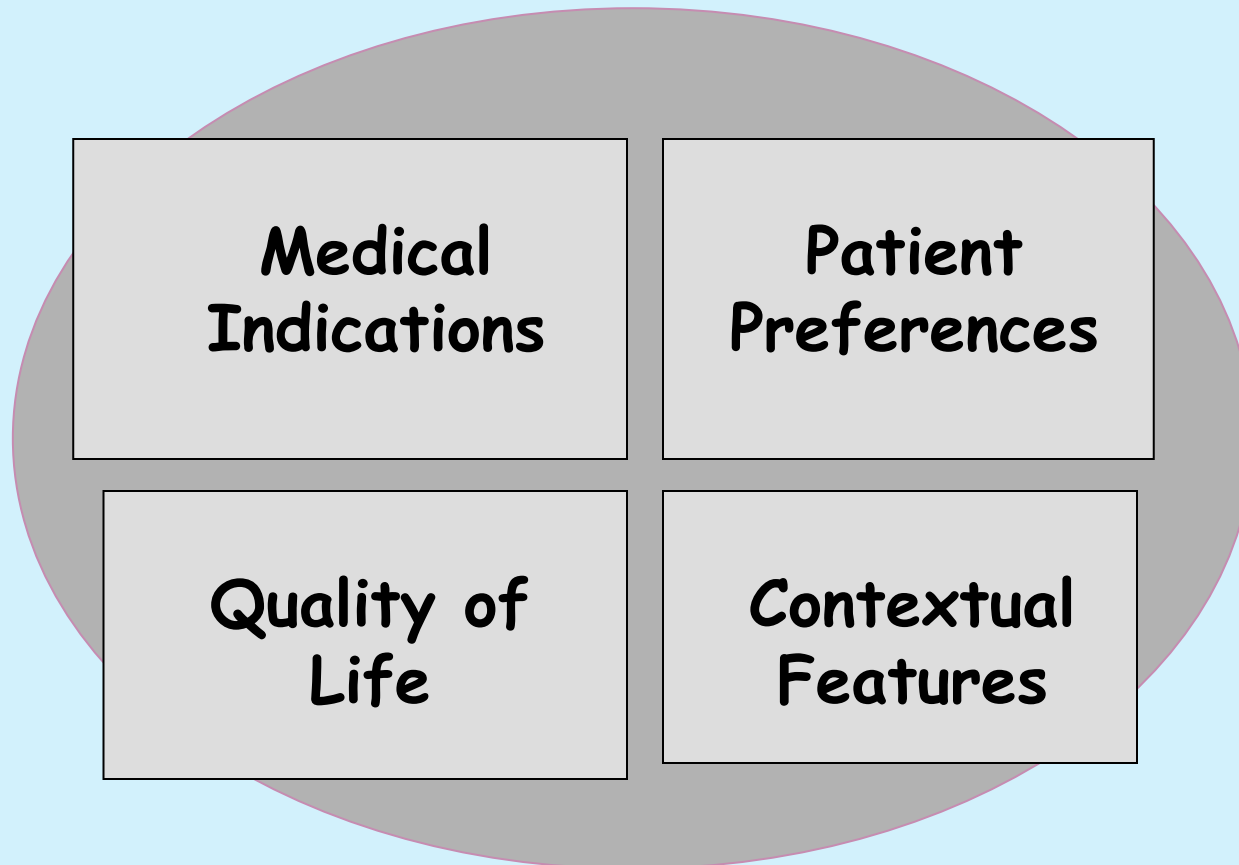 Medical
Indications
Patient
Preferences
Quality of
Life
Contextual
Features